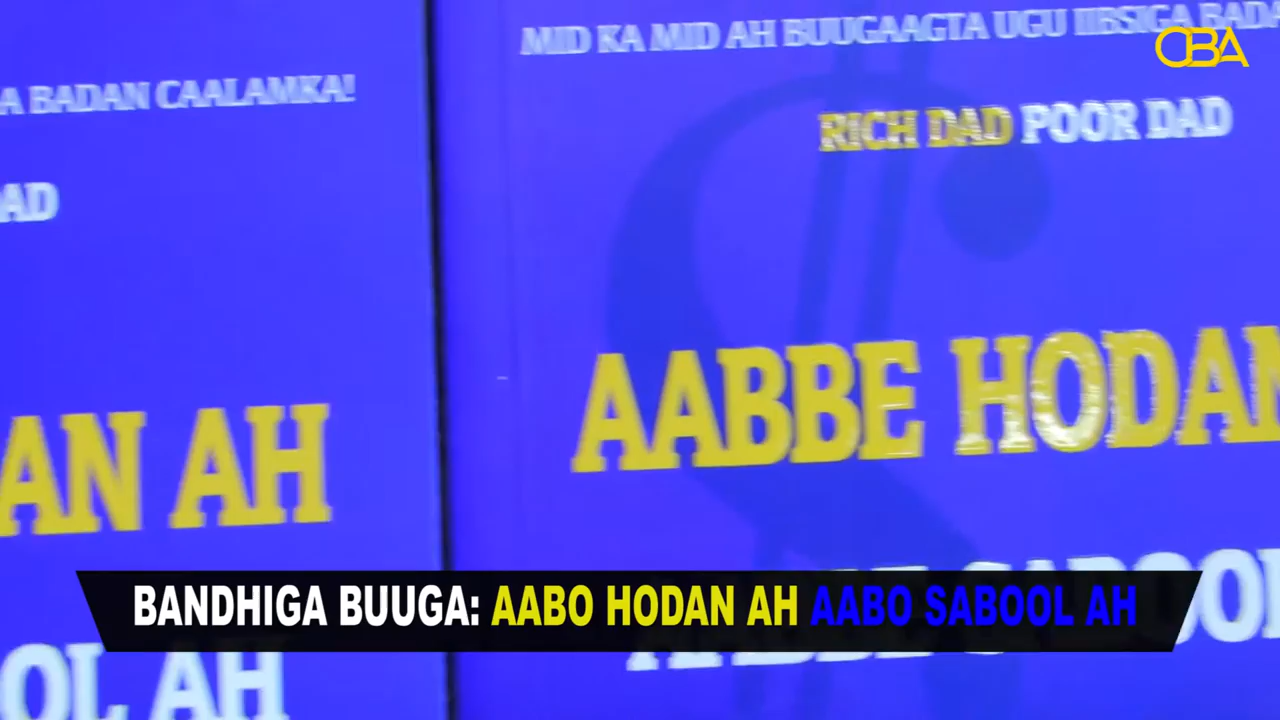 A BADAN CAALAMKA!
AD
AN AH
OL AH
MID KA MID AH BUUGAAGTA UGU IIBSIGA BADA
RICH DAD POOR DAD
AABBE HODAN
OBA
BANDHIGA BUUGA: AABO HODAN AH AABO SABOOL AH